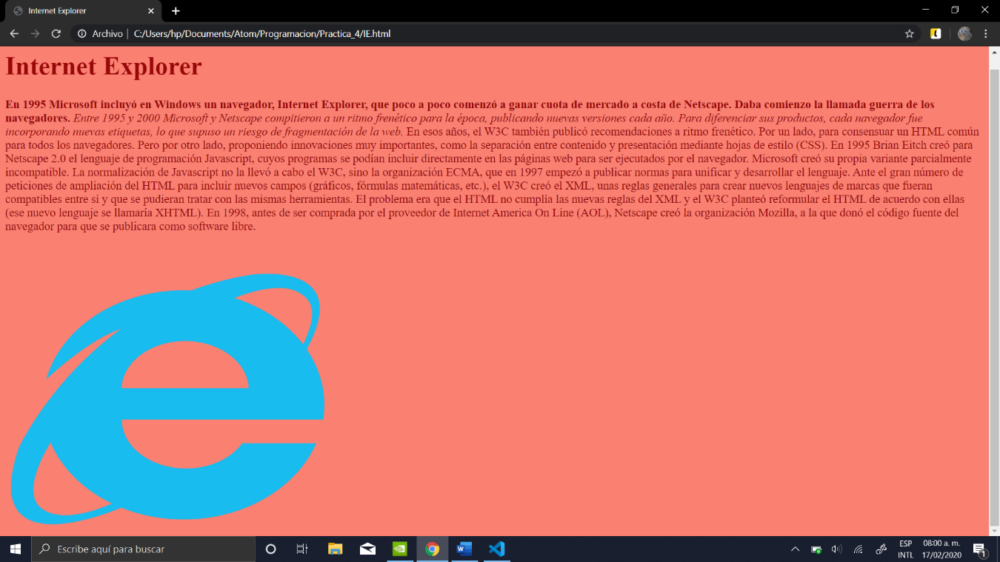 Internet Explorer
Archivo | C:/Users/hp/Documents/Atom/Programacion/Practica_4/IE.html
Internet Explorer
En 1995 Microsoft incluyó en Windows un navegador, Internet Explorer, que poco a poco comenzó a ganar cuota de mercado a costa de Netscape. Daba comienzo la llamada guerra de los
navegadores. Entre 1995 y 2000 Microsoft y Netscape compitieron a un ritmo frenético para la época, publicando nuevas versiones cada año. Para diferenciar sus productos, cada navegador fue
incorporando nuevas etiquetas, lo que supuso un riesgo de fragmentación de la web. En esos años, el W3C también publicó recomendaciones a ritmo frenético. Por un lado, para consensuar un HTML común
para todos los navegadores. Pero por otro lado, proponiendo innovaciones muy importantes, como la separación entre contenido y presentación mediante hojas de estilo (CSS). En 1995 Brian Eitch creó para
Netscape 2.0 el lenguaje de programación Javascript, cuyos programas se podían incluir directamente en las páginas web para ser ejecutados por el navegador. Microsoft creó su propia variante parcialmente
incompatible. La normalización de Javascript no la llevó a cabo el W3C, sino la organización ECMA, que en 1997 empezó a publicar normas para unificar y desarrollar el lenguaje. Ante el gran número de
peticiones de ampliación del HTML para incluir nuevos campos (gráficos, fórmulas matemáticas, etc.), el W3C creó el XML, unas reglas generales para crear nuevos lenguajes de marcas que fueran
compatibles entre sí y que se pudieran tratar con las mismas herramientas. El problema era que el HTML no cumplía las nuevas reglas del XML y el W3C planteó reformular el HTML de acuerdo con ellas
(ese nuevo lenguaje se llamaría XHTML). En 1998, antes de ser comprada por el proveedor de Internet America On Line (AOL), Netscape creó la organización Mozilla, a la que donó el código fuente del
navegador para que se publicara como software libre.
Escribe aquí para buscar
ESP
INTL
08:00 a. m.
17/02/2020
1